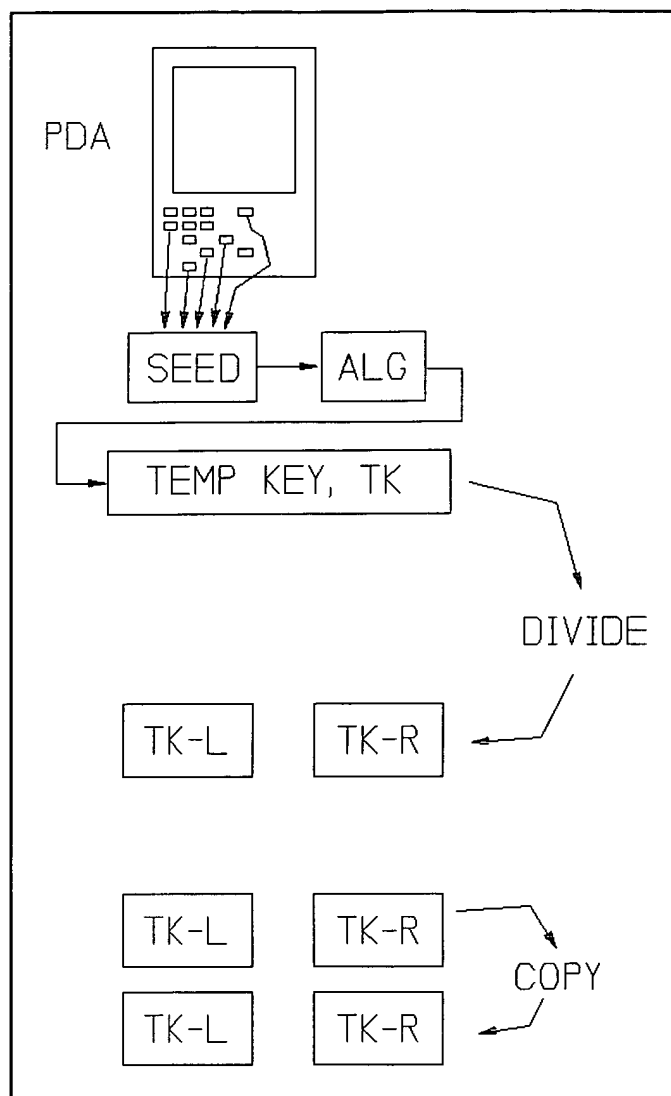 PDA
SEED ALG
TEMP KEY, TK
DIVIDE
TK-L TK-R
TK-L TK-R
COPY
TK-L TK-R